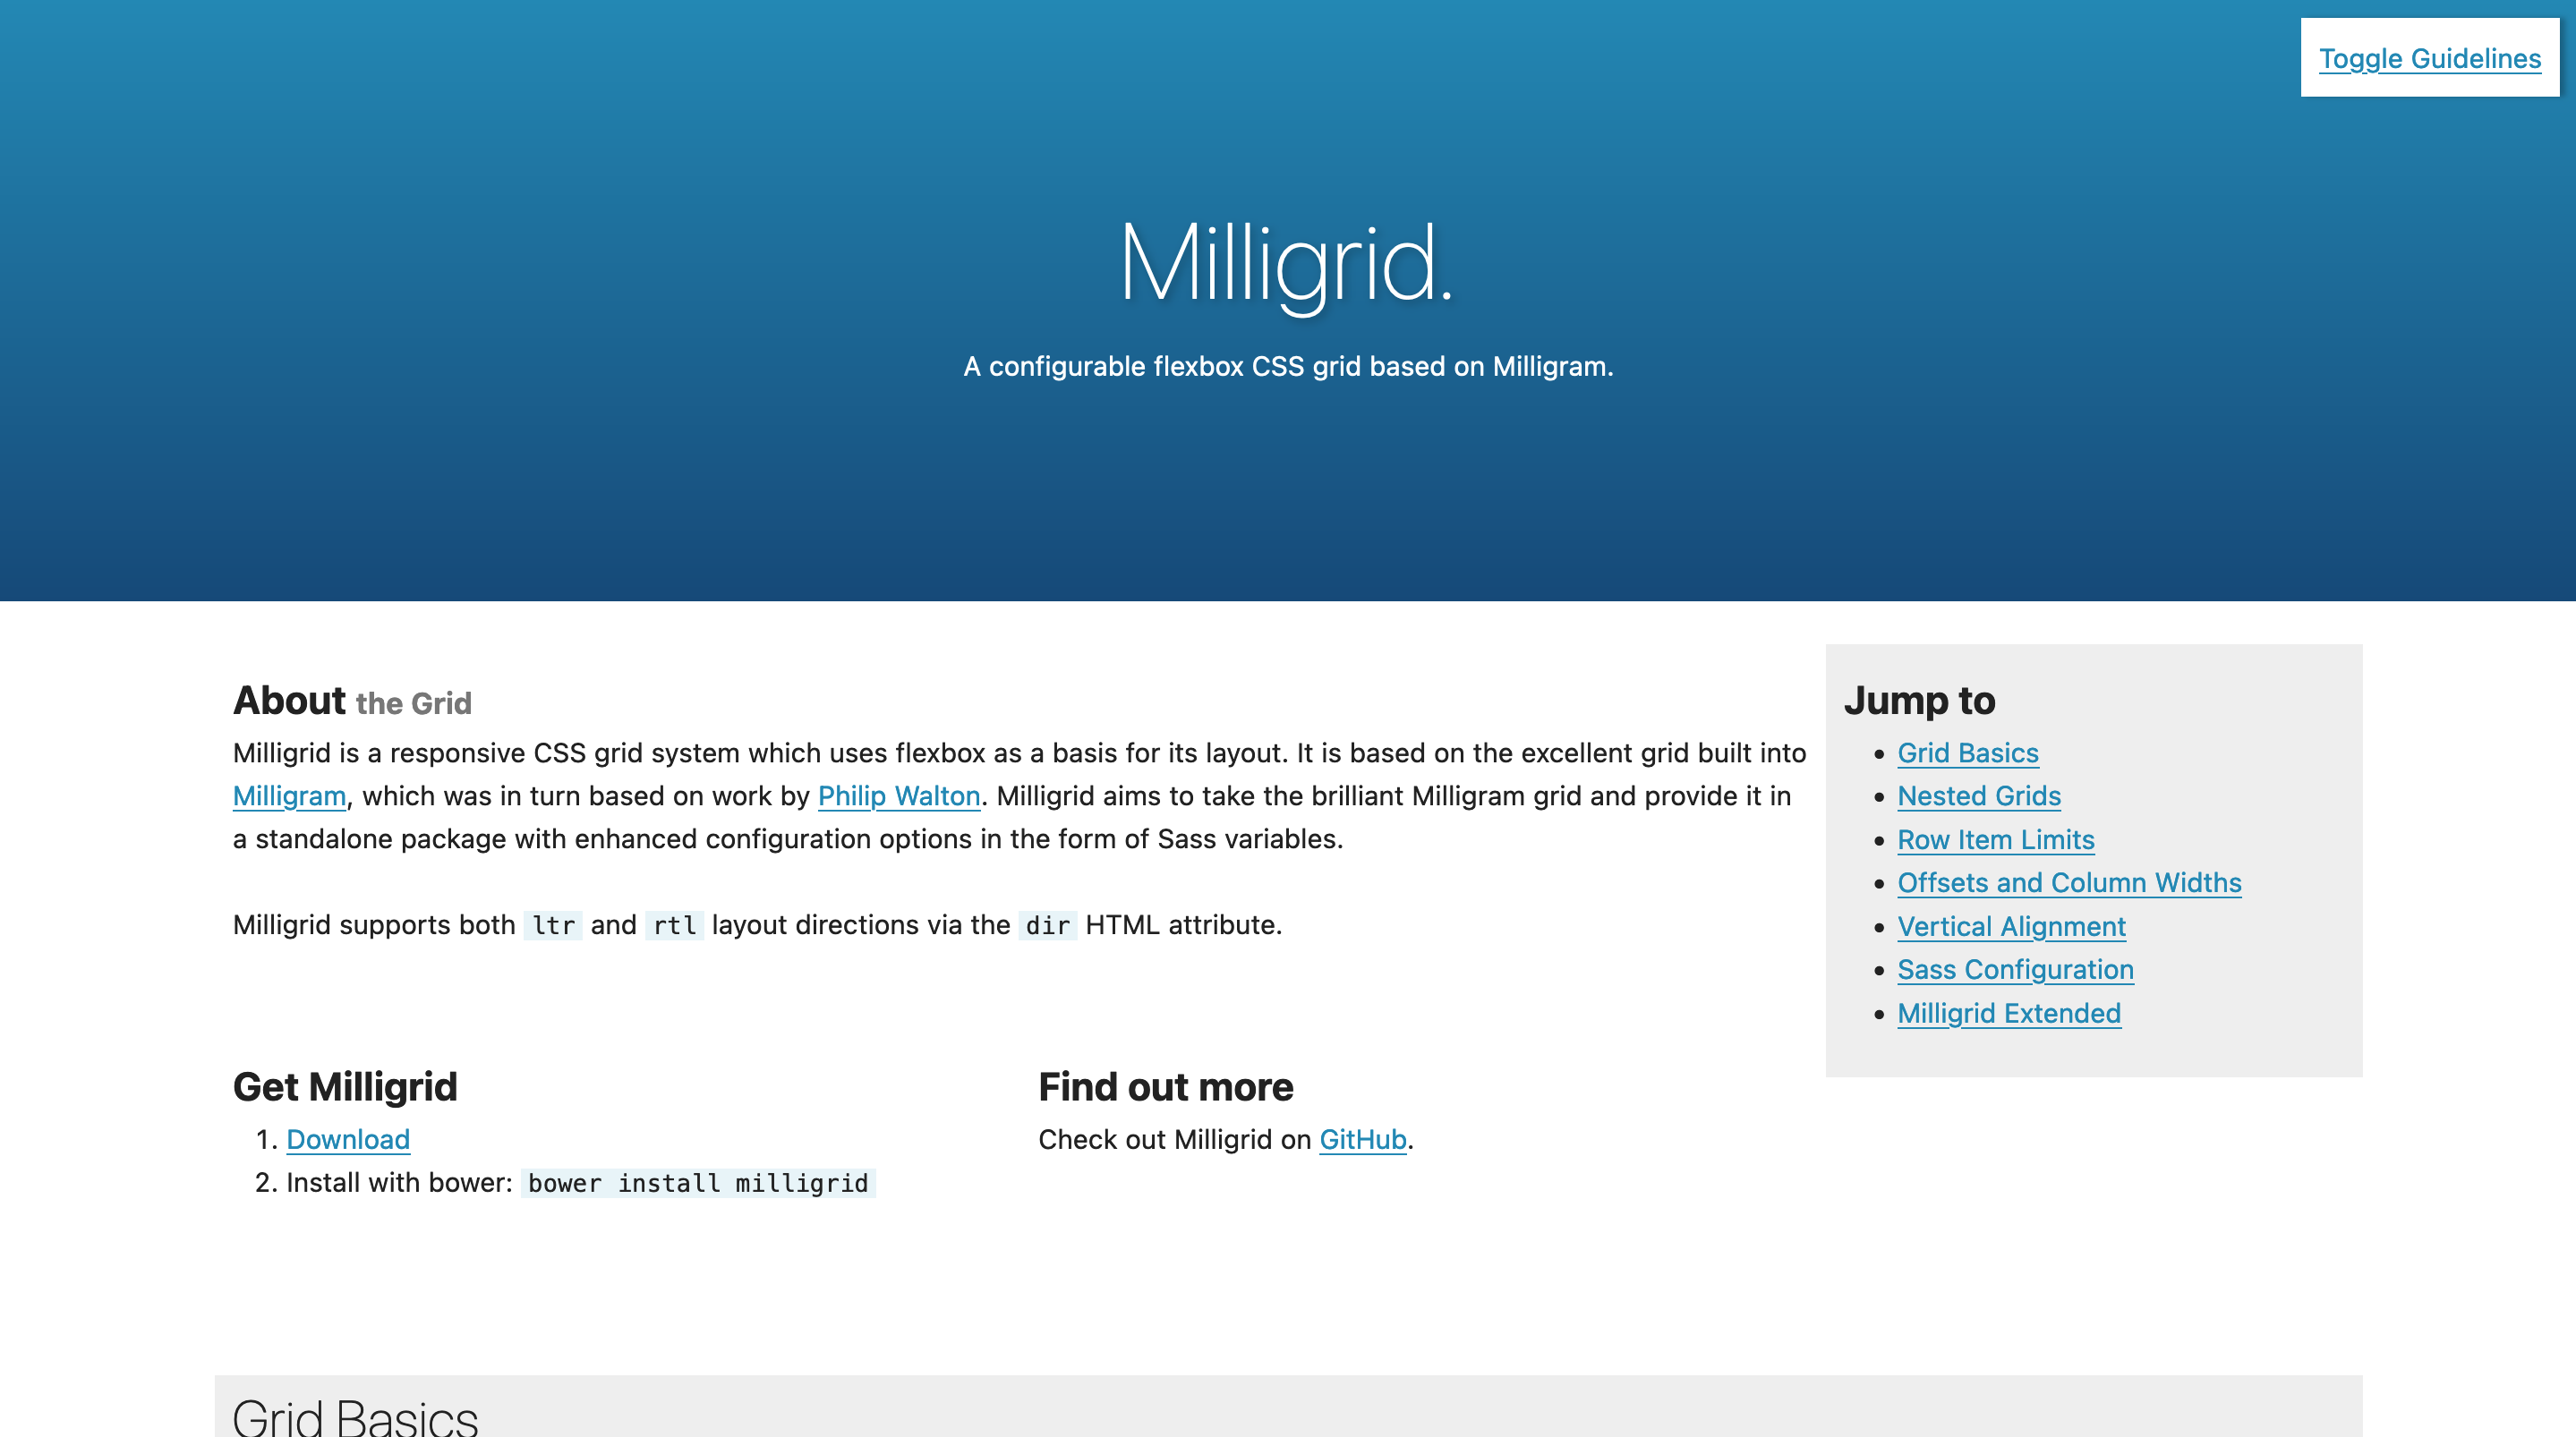 Toggle Guidelines
Milligrid.
A configurable flexbox CSS grid based on Milligram.
About the Grid
Milligrid is a responsive CSS grid system which uses flexbox as a basis for its layout. It is based on the excellent grid built into
Milligram, which was in turn based on work by Philip Walton. Milligrid aims to take the brilliant Milligram grid and provide it in
a standalone package with enhanced configuration options in the form of Sass variables.
Milligrid supports both ltr and rtl layout directions via the dir HTML attribute.
Jump to
• Grid Basics
• Nested Grids
• Row Item Limits
• Offsets and Column Widths
• Vertical Alignment
• Sass Configuration
• Milligrid Extended
Get Milligrid
1. Download
2. Install with bower: bower install milligrid
Find out more
Check out Milligrid on GitHub.
Grid Basics